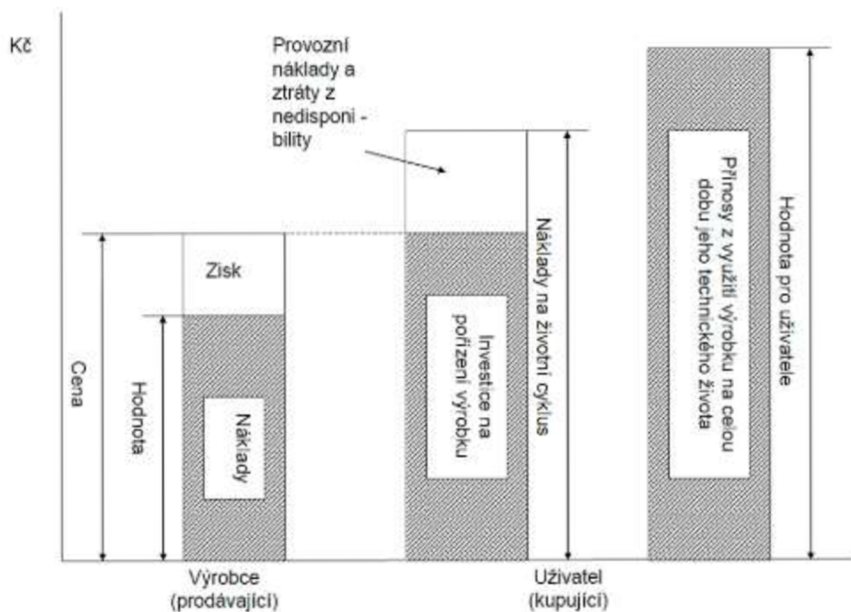 Kč
Provozní
náklady a
ztráty z
nedisponi -
bility
Zisk
Cena
Hodnota
Náklady
Investice na
pořízení výrobku
Náklady na životní cyklus
Přínosy z využití výrobku na celou
dobu jeho technického života
Hodnota pro uživatele
Výrobce
(prodávající)
Uživatel
(kupující)